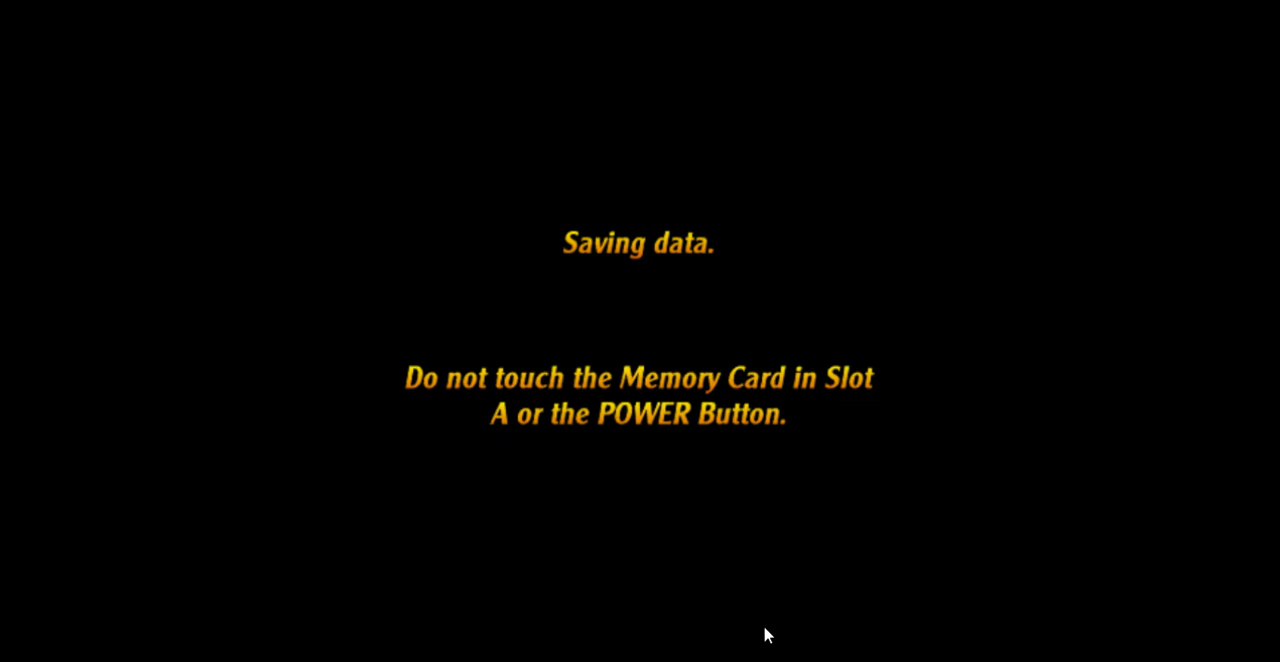 Saving data.
Do not touch the Memory Card in Slot
A or the POWER Button.